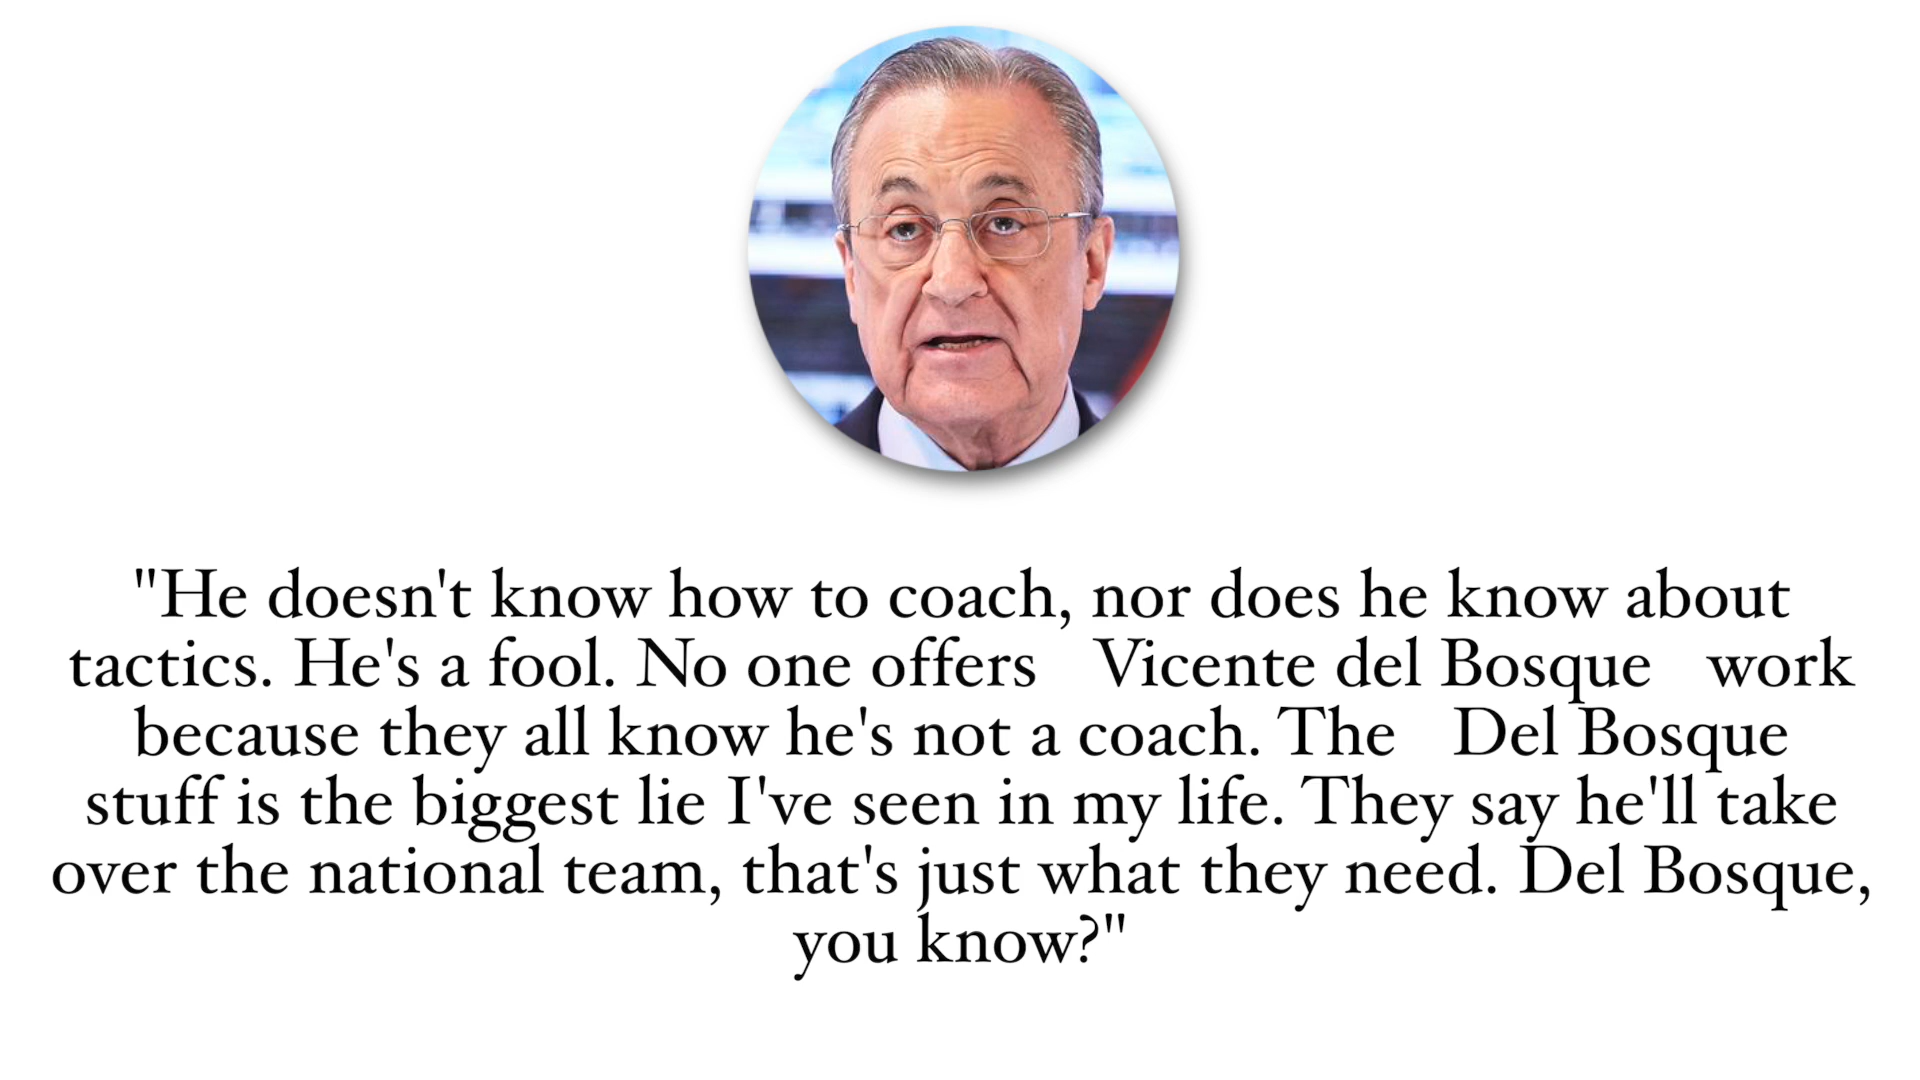 "He doesn't know how to coach, nor does he know about
tactics. He's a fool. No one offers Vicente del Bosque work
because they all know he's not a coach. The Del Bosque
stuff is the biggest lie I've seen in my life. They say he'll take
over the national team, that's just what they need. Del Bosque,
you know?"